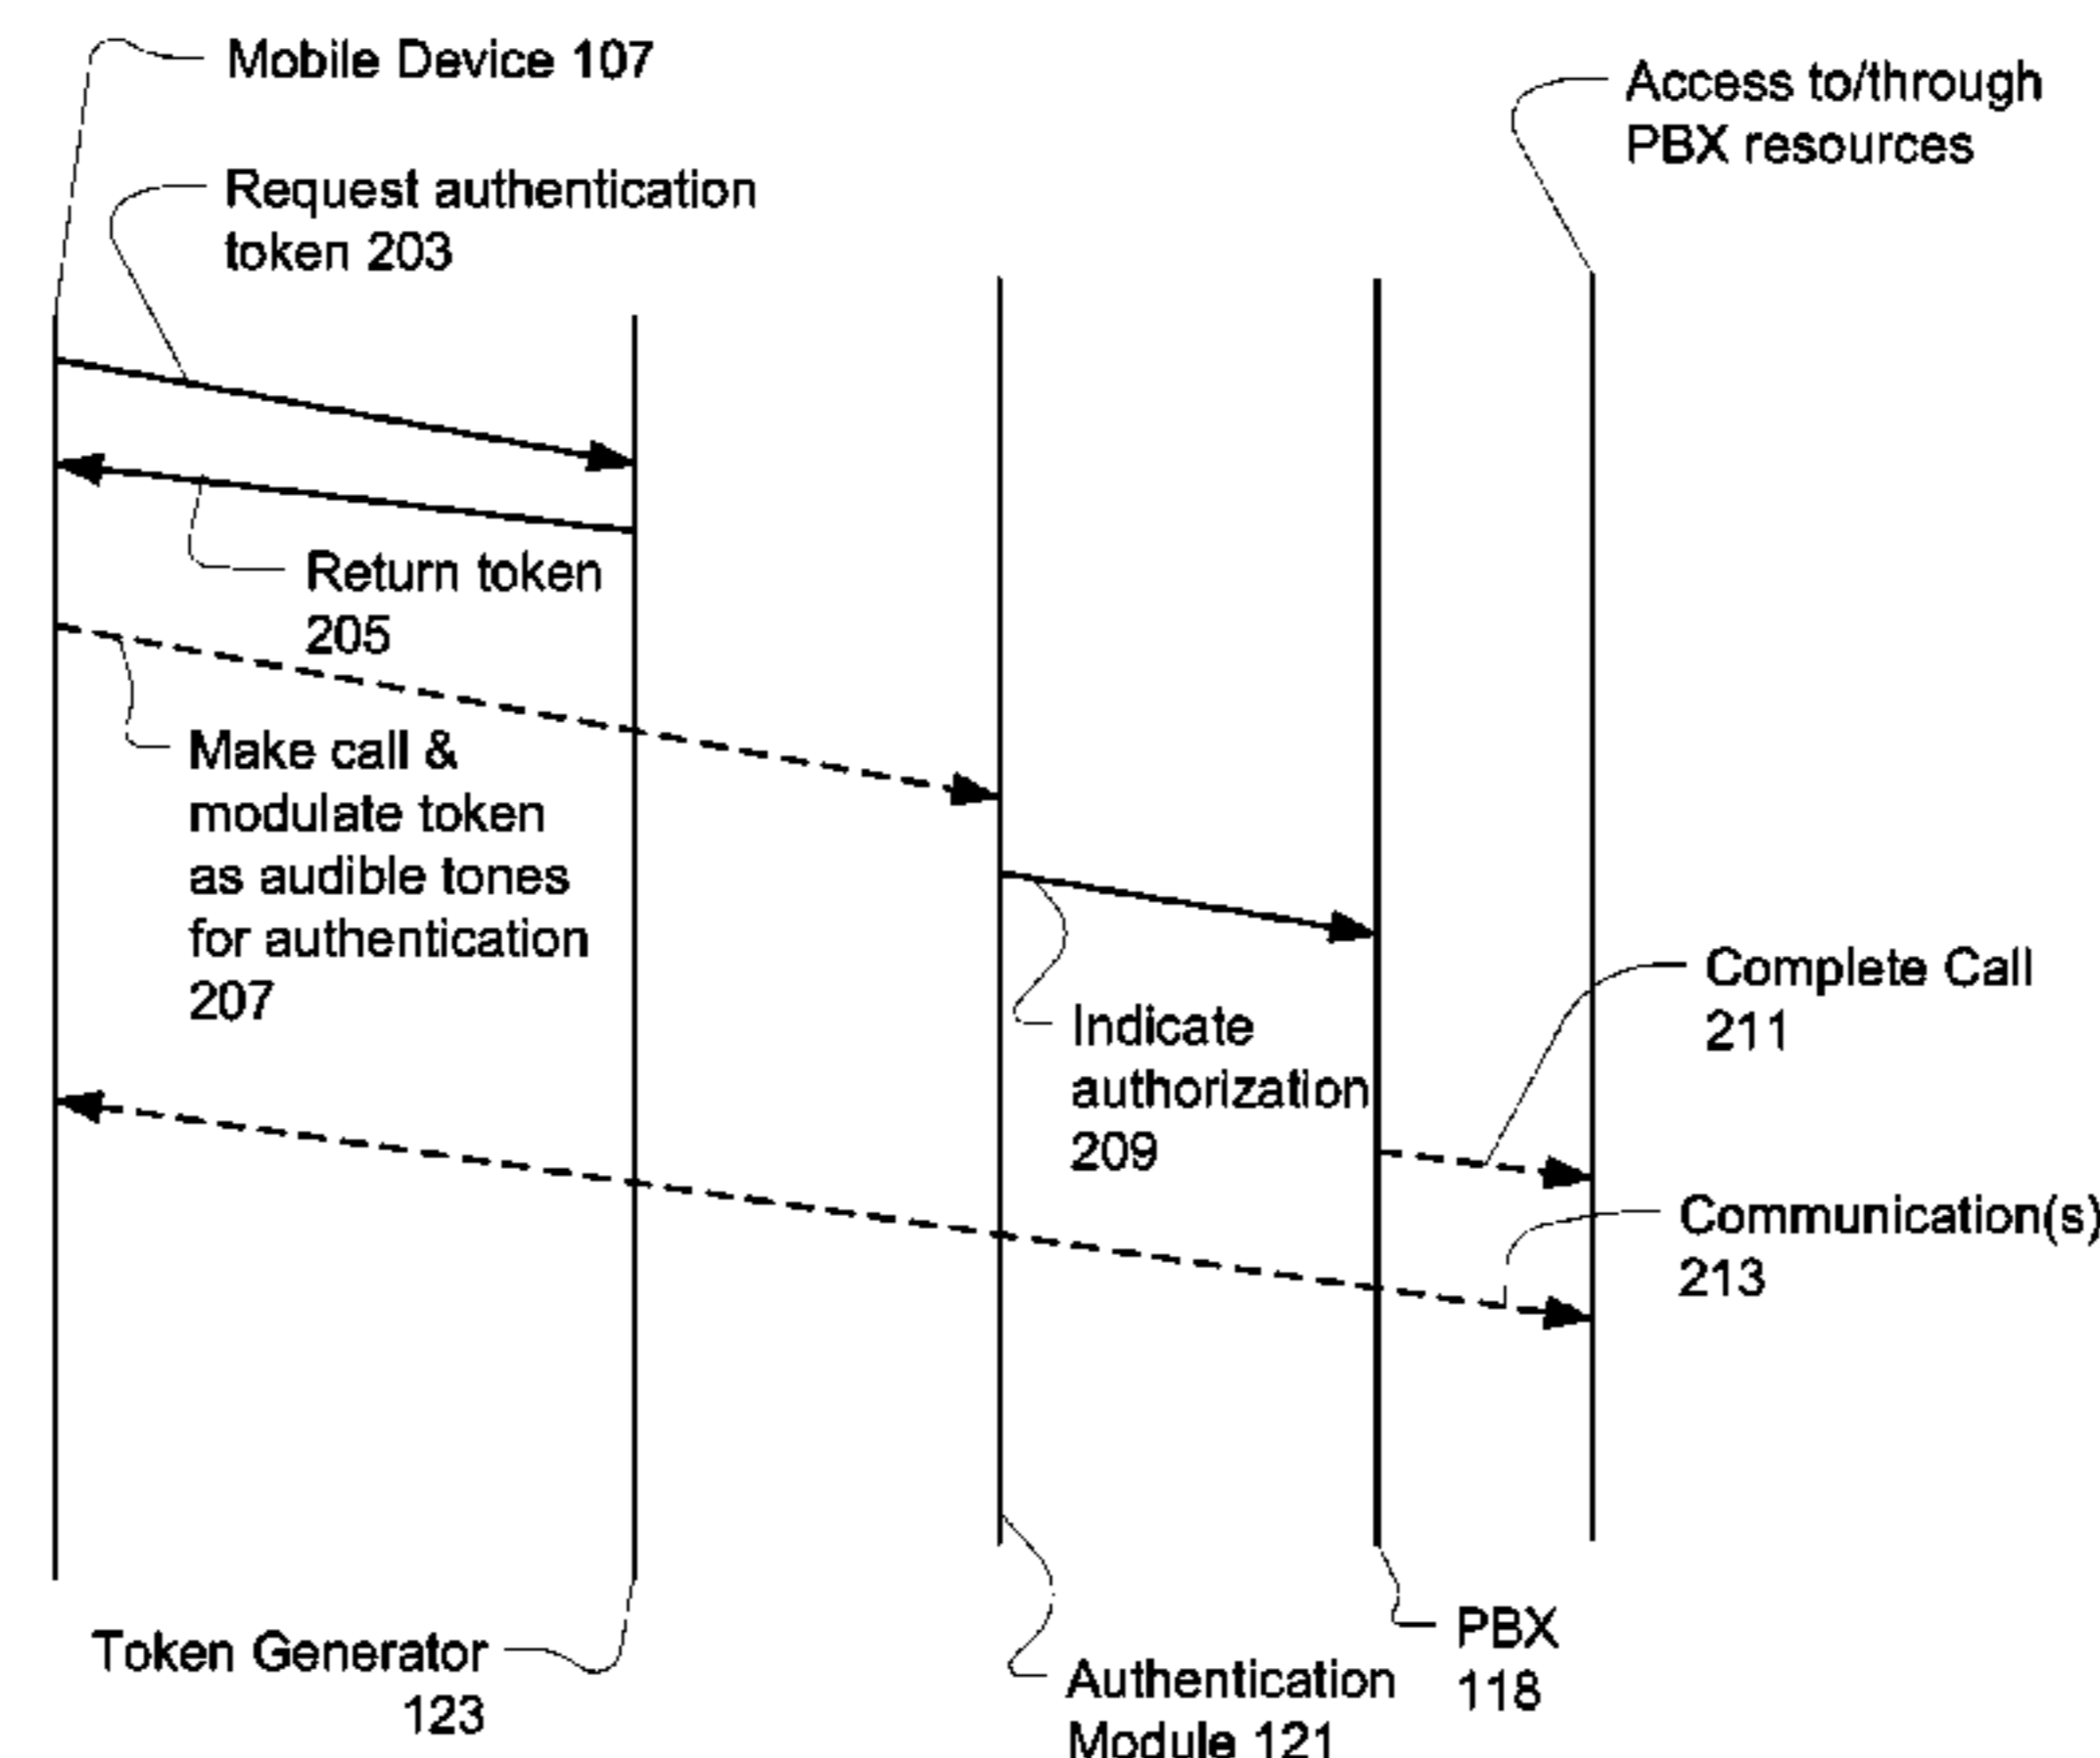 Mobile Device 107
Access to/through
PBX resources
Request authentication
token 203
Return token
205
Make call &
modulate token
as audible tones
for authentication
207
Complete Call
211
Indicate
authorization
209
Communication(s)
213
Token Generator
123
Authentication
Module 121
PBX
118